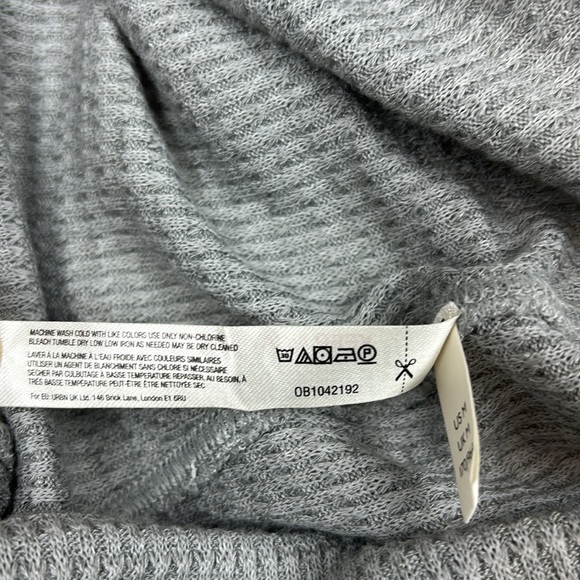 MACHINE WASH COLD WITH LIKE COLORS USE ONLY NON-CHLORINE
BLEACH TUMBLE DRY LOW LOW IRON AS NEEDED MAY BE DRY CLEANED
LAVER À LA MACHINE À L'EAU FROIDE AVEC COULEURS SIMILAIRES
UTILISER UN AGENT DE BLANCHIMENT SANS CHLORE SI NÉCESSAIRE
SÉCHER PAR CULBUTAGE À BASSE TEMPÉRATURE REPASSER, AU BESOIN, À
TRÈS BASSE TEMPÉRATURE PEUT-ÊTRE ÊTRE NETTOYÉE SEC
For EU: URBN UK Ltd. 146 Brick Lane, London E1 6RU
OB1042192
US M
UK M